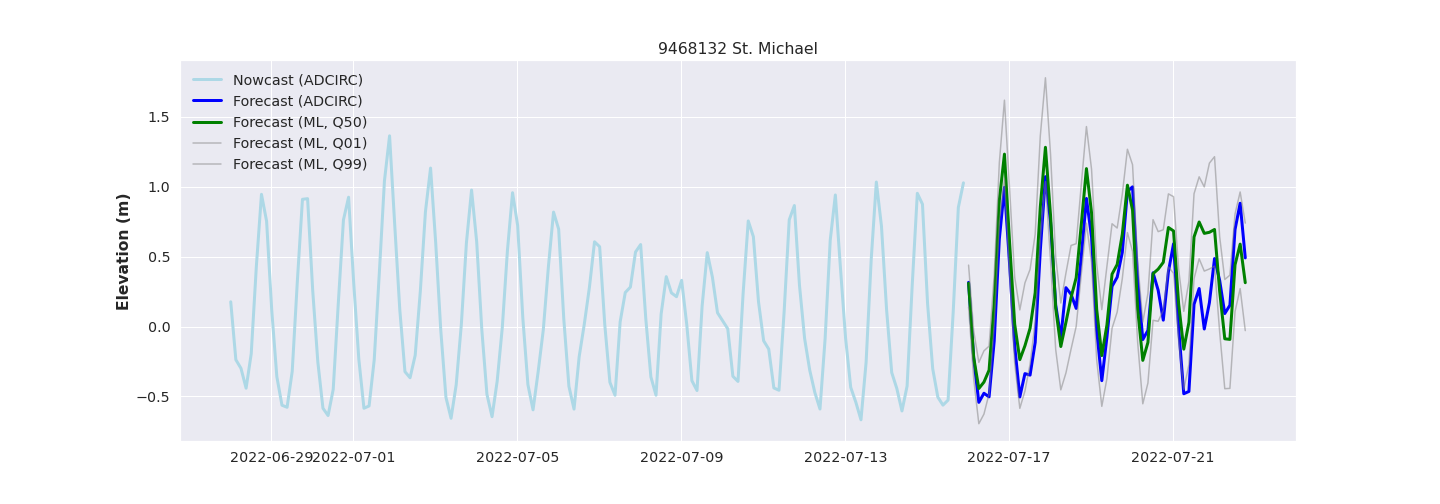 9468132 St. Michael
Nowcast (ADCIRC)
Forecast (ADCIRC)
Forecast (ML, Q50)
Forecast (ML, Q01)
Forecast (ML, Q99)
Elevation (m)
1.5
1.0
0.5
0.0
−0.5
2022-06-29 2022-07-01 2022-07-05 2022-07-09 2022-07-13 2022-07-17 2022-07-21